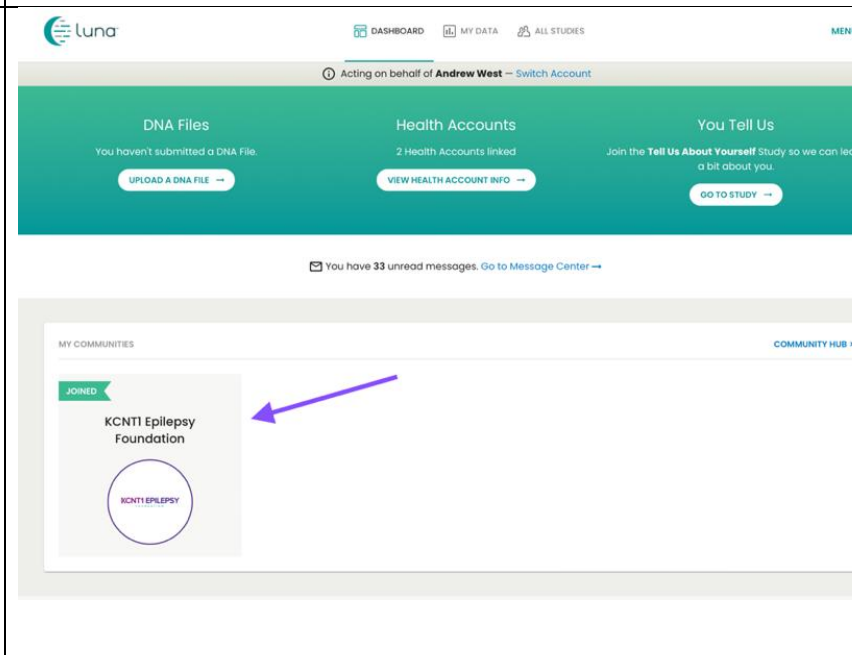 luna
DASHBOARD MY DATA ALL STUDIES MENU
Acting on behalf of Andrew West — Switch Account
DNA Files Health Accounts You Tell Us
You haven't submitted a DNA File. 2 Health Accounts linked Join the Tell Us About Yourself Study so we can
a bit about you.
UPLOAD A DNA FILE → VIEW HEALTH ACCOUNT INFO →
GO TO STUDY →
You have 33 unread messages. Go to Message Center →
MY COMMUNITIES COMMUNITY HUB
JOINED
KCNT1 Epilepsy
Foundation
KCNT1 EPILEPSY